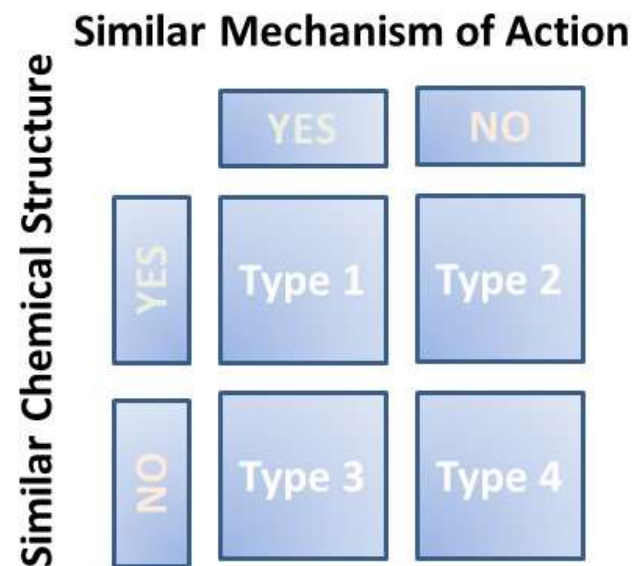 Similar Mechanism of Action
Similar Chemical Structure
YES
NO
YES
Type 1
Type 2
NO
Type 3
Type 4